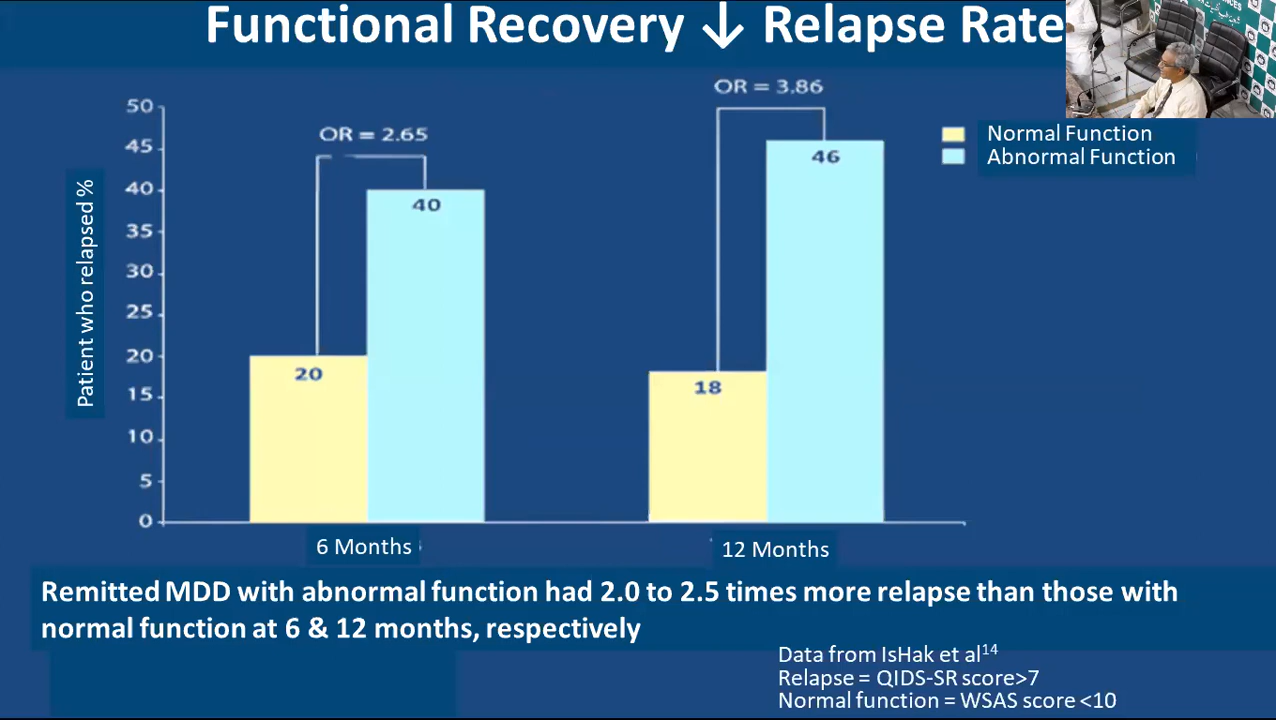 Functional Recovery ↓ Relapse Rate
OR = 2.65
OR = 3.86
Normal Function
Abnormal Function
Patient who relapsed %
50
45
40
35
30
25
20
15
10
5
0
20
40
18
46
6 Months
12 Months
Remitted MDD with abnormal function had 2.0 to 2.5 times more relapse than those with
normal function at 6 & 12 months, respectively
Data from IsHak et al14
Relapse = QIDS-SR score>7
Normal function = WSAS score <10